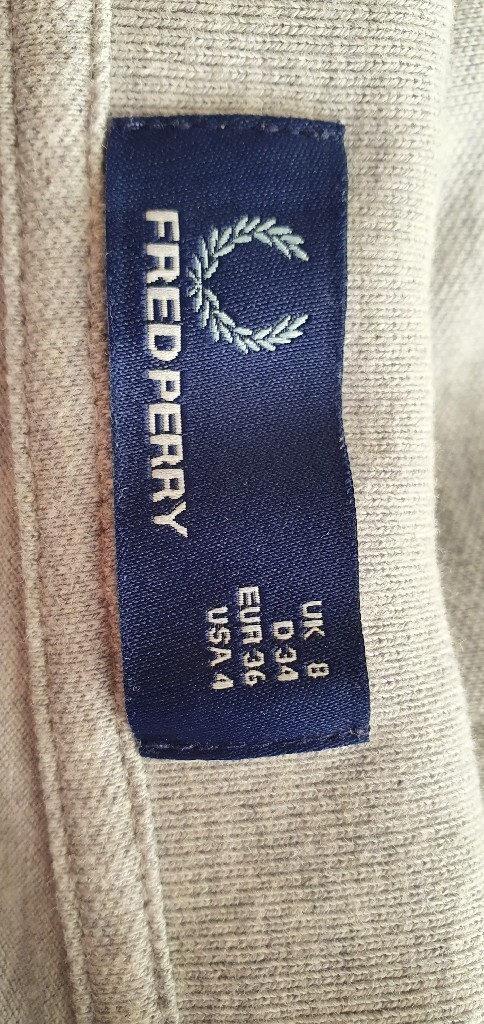 FRED PERRY
UK 8
D 34
EUR 36
USA 4